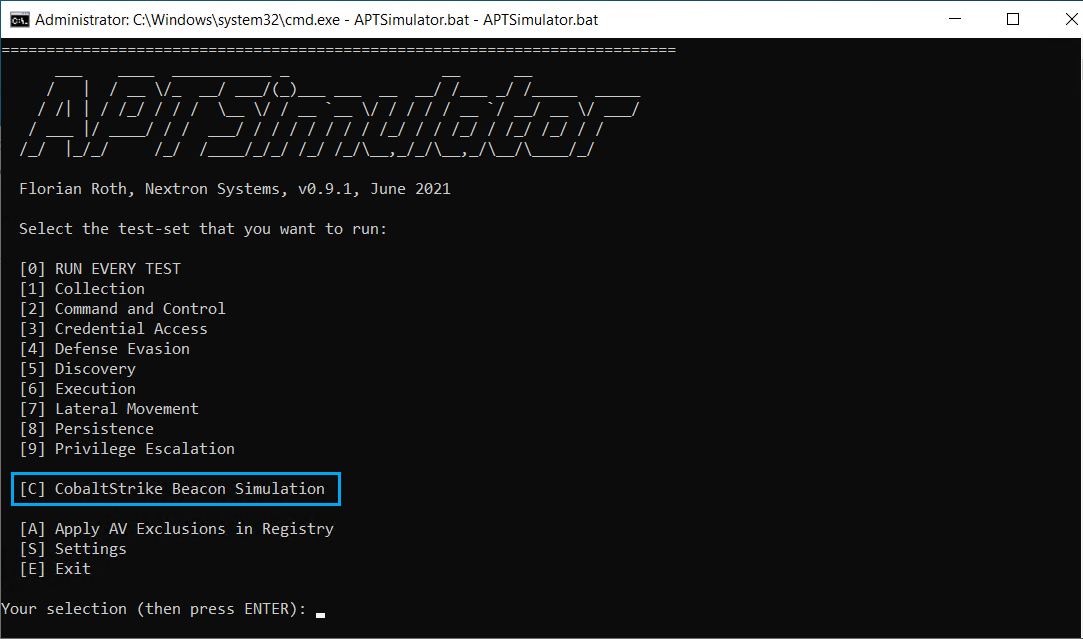 Administrator: C:\Windows\system32\cmd.exe - APTSimulator.bat - APTSimulator.bat
===========================================================================
APTSimulator
Florian Roth, Nextron Systems, v0.9.1, June 2021
Select the test-set that you want to run:
[0] RUN EVERY TEST
[1] Collection
[2] Command and Control
[3] Credential Access
[4] Defense Evasion
[5] Discovery
[6] Execution
[7] Lateral Movement
[8] Persistence
[9] Privilege Escalation
[C] CobaltStrike Beacon Simulation
[A] Apply AV Exclusions in Registry
[S] Settings
[E] Exit
Your selection (then press ENTER):